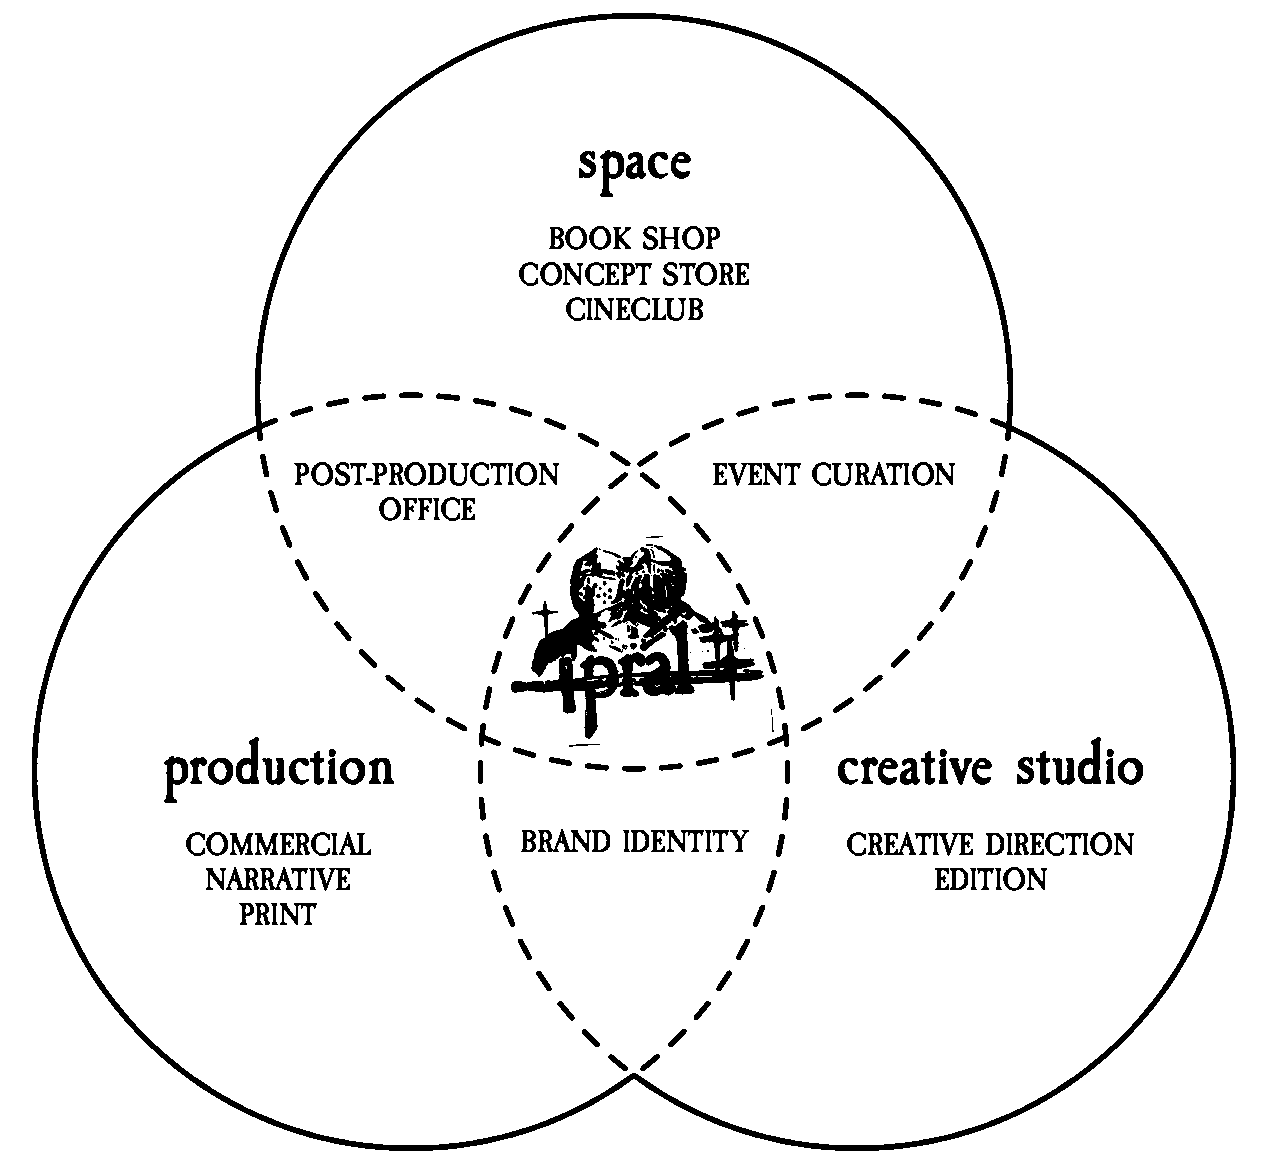 space
BOOK SHOP
CONCEPT STORE
CINECLUB
POST-PRODUCTION
OFFICE
EVENT CURATION
production
COMMERCIAL
NARRATIVE
PRINT
BRAND IDENTITY
creative studio
CREATIVE DIRECTION
EDITION